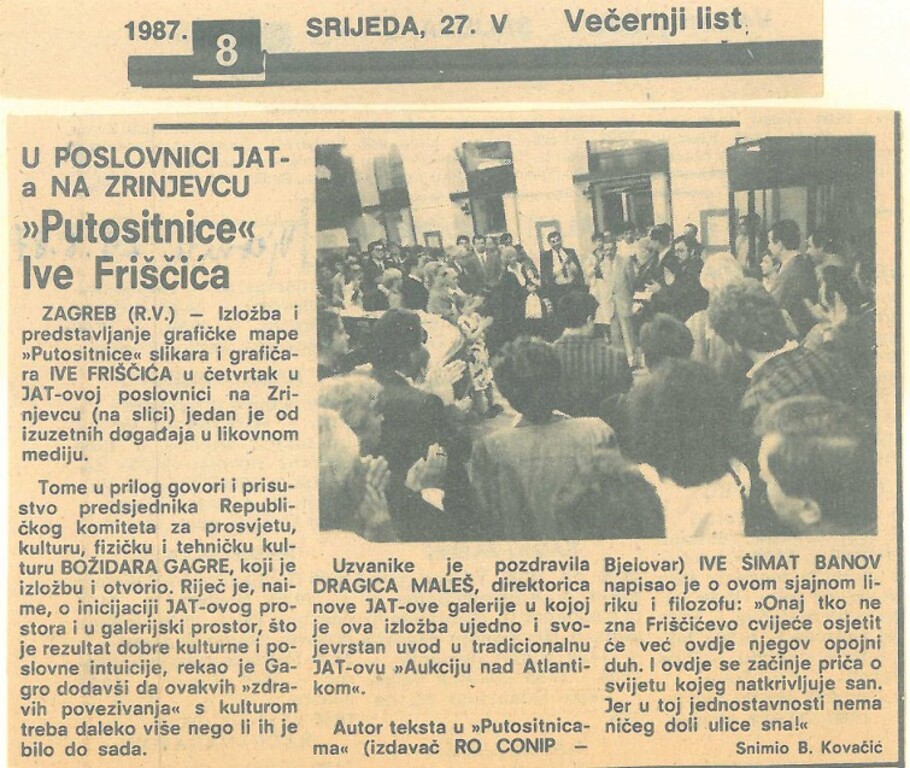 1987. 8 SRIJEDA, 27. V Večernji list
U POSLOVNICI JAT-
a NA ZRINJEVCU
»Putositnice«
Ive Friščića
ZAGREB (R.V.) — Izložba i
predstavljanje grafičke mape
»Putositnice« slikara i grafiča-
ra IVE FRIŠČIĆA u četvrtak u
JAT-ovoj poslovnici na Zri-
njevcu (na slici) jedan je od
izuzetnih događaja u likovnom
mediju.
Tome u prilog govori i prisu-
stvo predsjednika Republi-
čkog komiteta za prosvjetu,
kulturu, fizičku i tehničku kul-
turu BOŽIDARA GAGRE, koji je
izložbu i otvorio. Riječ je, nai-
me, o inicijaciji JAT-ovog pro-
stora i u galerijski prostor, što
je rezultat dobre kulturne i po-
slovne intuicije, rekao je Ga-
gro dodavši da ovakvih »zdra-
vih povezivanja« s kulturom
treba daleko više nego li ih je
bilo do sada.
Uzvanike je pozdravila
DRAGICA MALEŠ, direktorica
nove JAT-ove galerije u kojoj
je ova izložba ujedno i svo-
jevrstan uvod u tradicionalnu
JAT-ovu »Aukciju nad Atlanti-
kom«.
Autor teksta u »Putositnica-
ma« (izdavač RO CONIP —
Bjelovar) IVE ŠIMAT BANOV
napisao je o ovom sjajnom li-
riku i filozofu: »Onaj tko ne
zna Friščićevo cvijeće osjetit
će već ovdje njegov opojni
duh. I ovdje se začinje priča o
svijetu kojeg natkriljuje san.
Jer u toj jednostavnosti nema
ničeg doli ulice sna!«
Snimio B. Kovačić